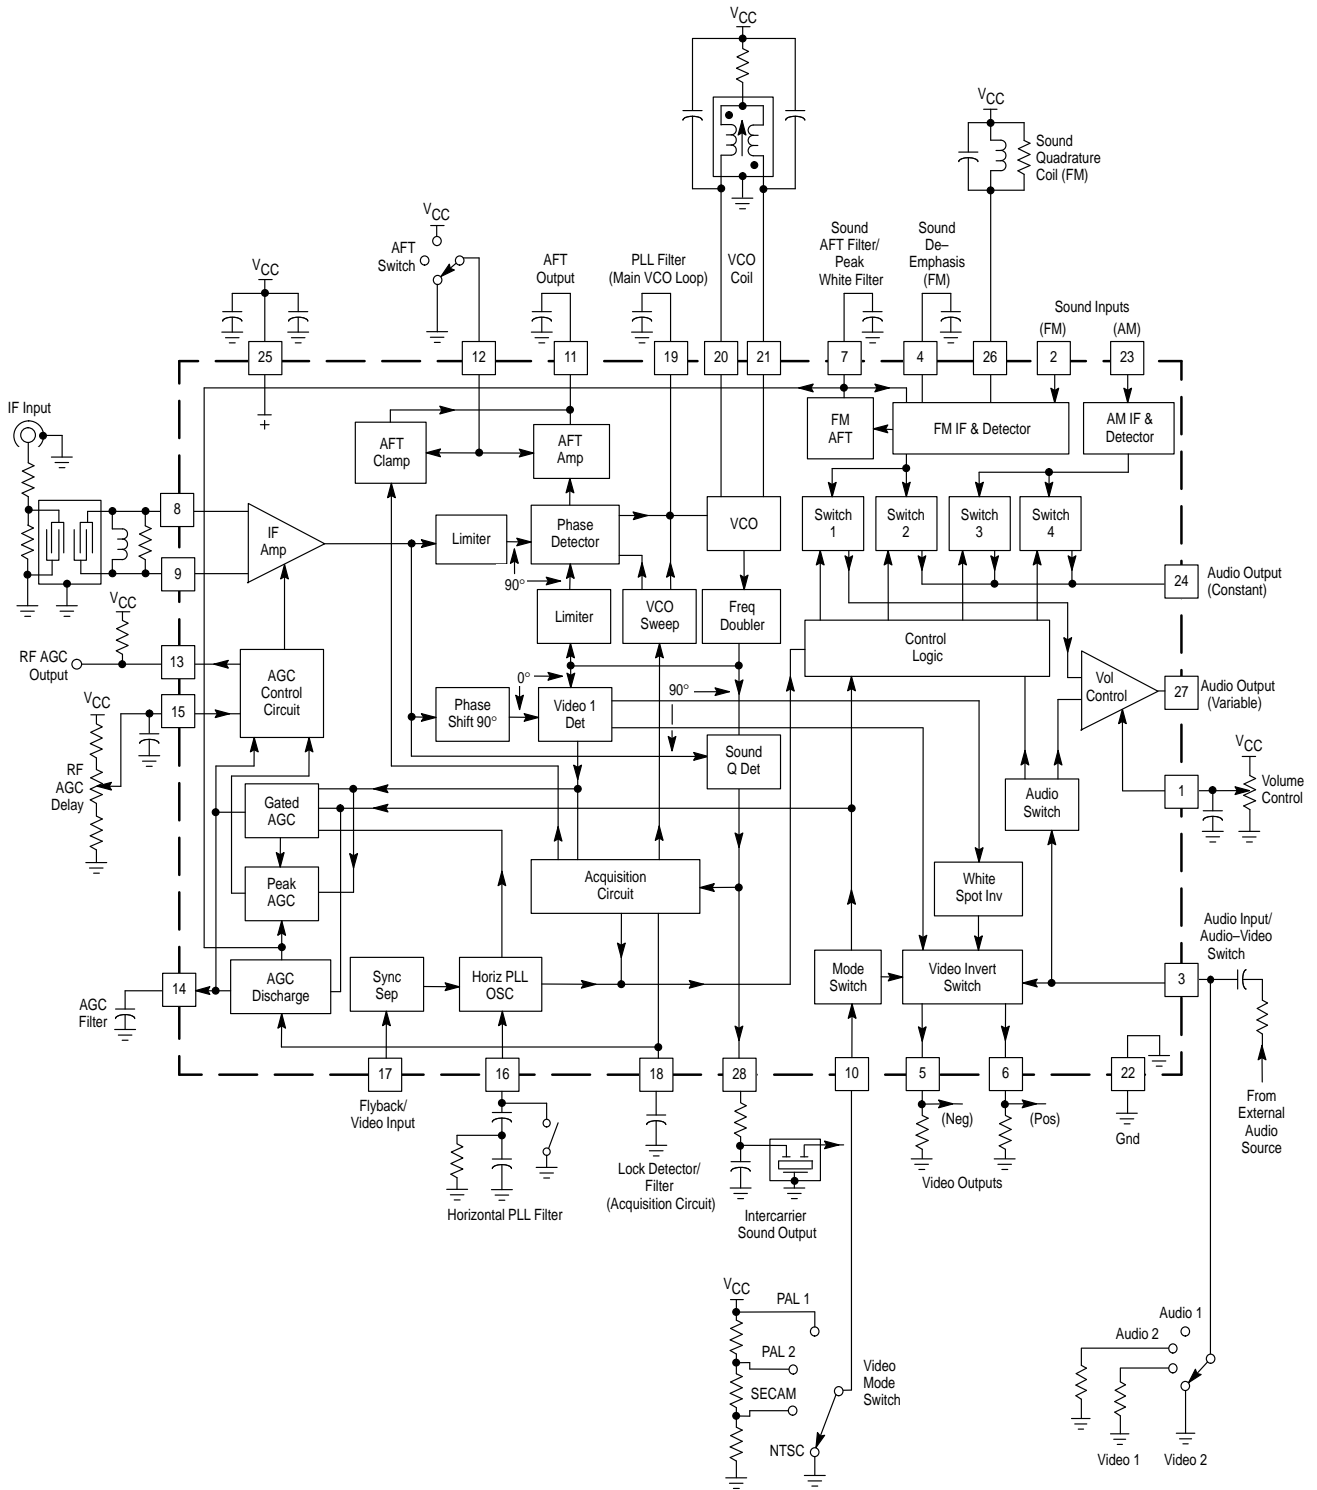 VCC
VCC
Sound
Quadrature
Coil (FM)
VCC
AFT
Switch
VCC
AFT
Output
PLL Filter
(Main VCO Loop)
VCO
Coil
Sound
AFT Filter/
Peak
White Filter
Sound
De–
Emphasis
(FM)
Sound Inputs
(FM)
(AM)
25
12
11
19
20
21
7
4
26
2
23
+
IF Input
AFT
Clamp
AFT
Amp
FM
AFT
FM IF & Detector
AM IF &
Detector
8
IF
Amp
Limiter
Phase
Detector
VCO
Switch
1
Switch
2
Switch
3
Switch
4
9
90°
24
Audio Output
(Constant)
VCC
Limiter
VCO
Sweep
Freq
Doubler
Control
Logic
RF AGC
Output
13
AGC
Control
Circuit
0°
90°
Vol
Control
27
Audio Output
(Variable)
VCC
15
Phase
Shift 90°
Video 1
Det
Sound
Q Det
VCC
RF
AGC
Delay
Gated
AGC
Audio
Switch
1
Volume
Control
Peak
AGC
Acquisition
Circuit
White
Spot Inv
Audio Input/
Audio–Video
Switch
14
AGC
Filter
AGC
Discharge
Sync
Sep
Horiz PLL
OSC
Mode
Switch
Video Invert
Switch
3
17
16
18
28
10
5
6
22
Flyback/
Video Input
(Neg)
(Pos)
Gnd
From
External
Audio
Source
Horizontal PLL Filter
Lock Detector/
Filter
(Acquisition Circuit)
Intercarrier
Sound Output
Video Outputs
VCC
PAL 1
PAL 2
SECAM
NTSC
Video
Mode
Switch
Audio 1
Audio 2
Video 1
Video 2